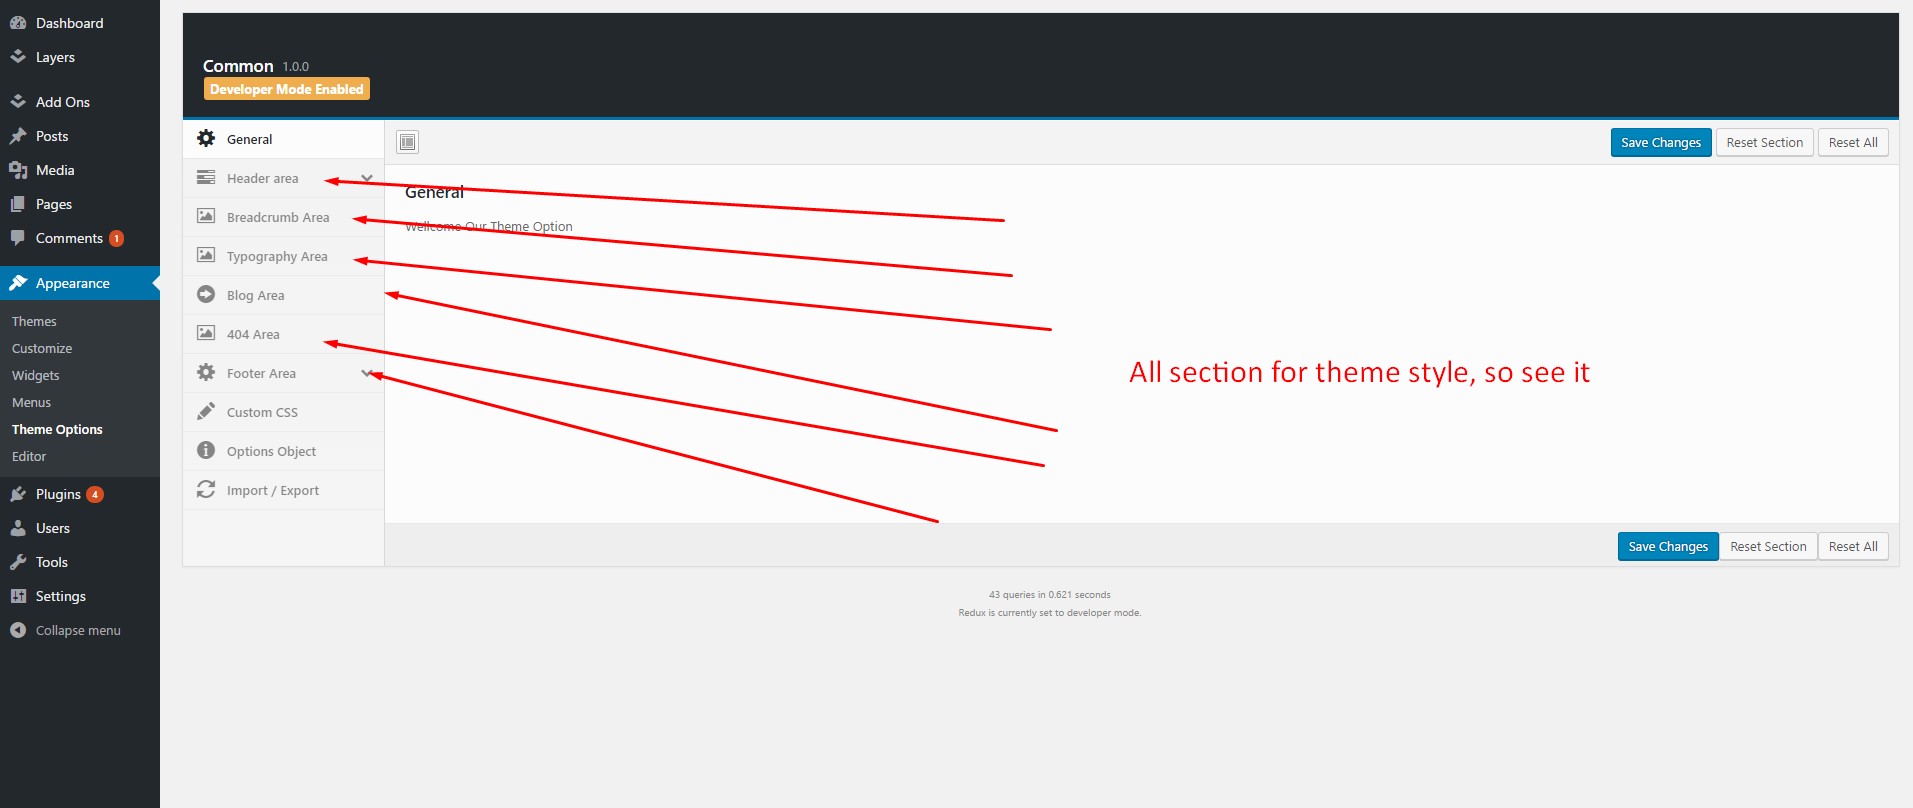 Dashboard
Layers
Add Ons
Posts
Media
Pages
Comments 1
Appearance
Themes
Customize
Widgets
Menus
Theme Options
Editor
Plugins 4
Users
Tools
Settings
Collapse menu
Common 1.0.0
Developer Mode Enabled
General
Header area
Breadcrumb Area
Typography Area
Blog Area
404 Area
Footer Area
Custom CSS
Options Object
Import / Export
Save Changes Reset Section Reset All
General
Wellcome Our Theme Option
All section for theme style, so see it
Save Changes Reset Section Reset All
43 queries in 0.621 seconds
Redux is currently set to developer mode.